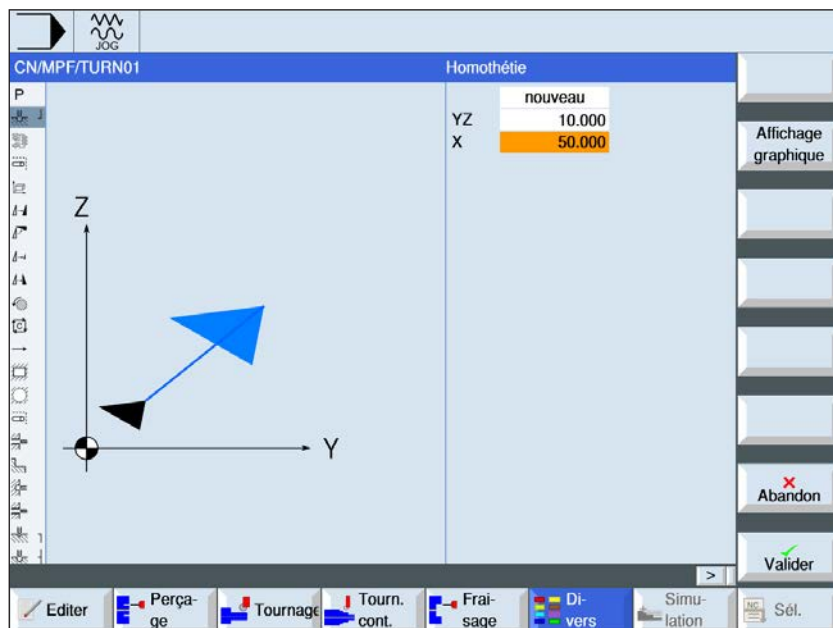 JOG
CN/MPF/TURN01
Homothétie
P
nouveau
YZ 10.000
X 50.000
Z
Y
Affichage
graphique
Abandon
Valider
>
Editer
Perça-
ge
Tournage
Tourn.
cont.
Frai-
sage
Di-
vers
Simu-
lation
NC
Sél.